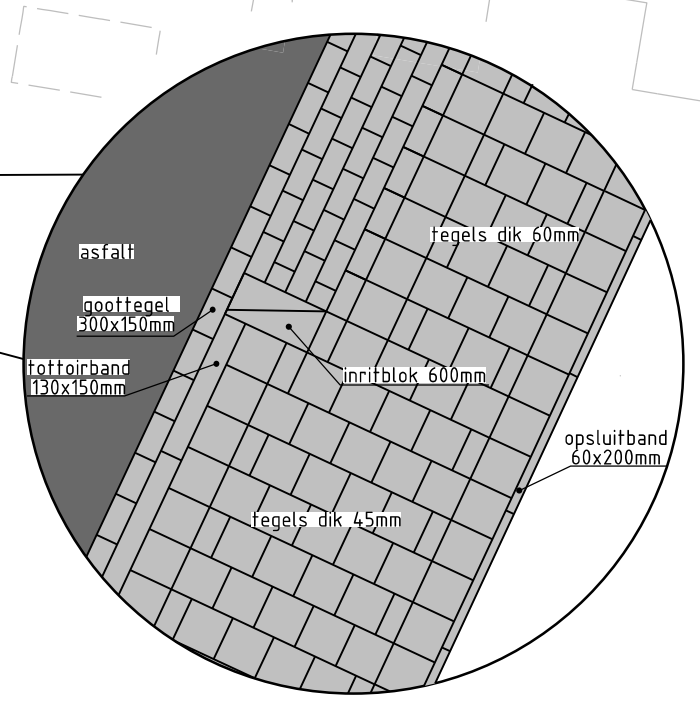 tegels dik 60mm
asfalt
goottegel
300x150mm
tottoirband
130x150mm
inritblok 600mm
opsluitband
60x200mm
tegels dik 45mm